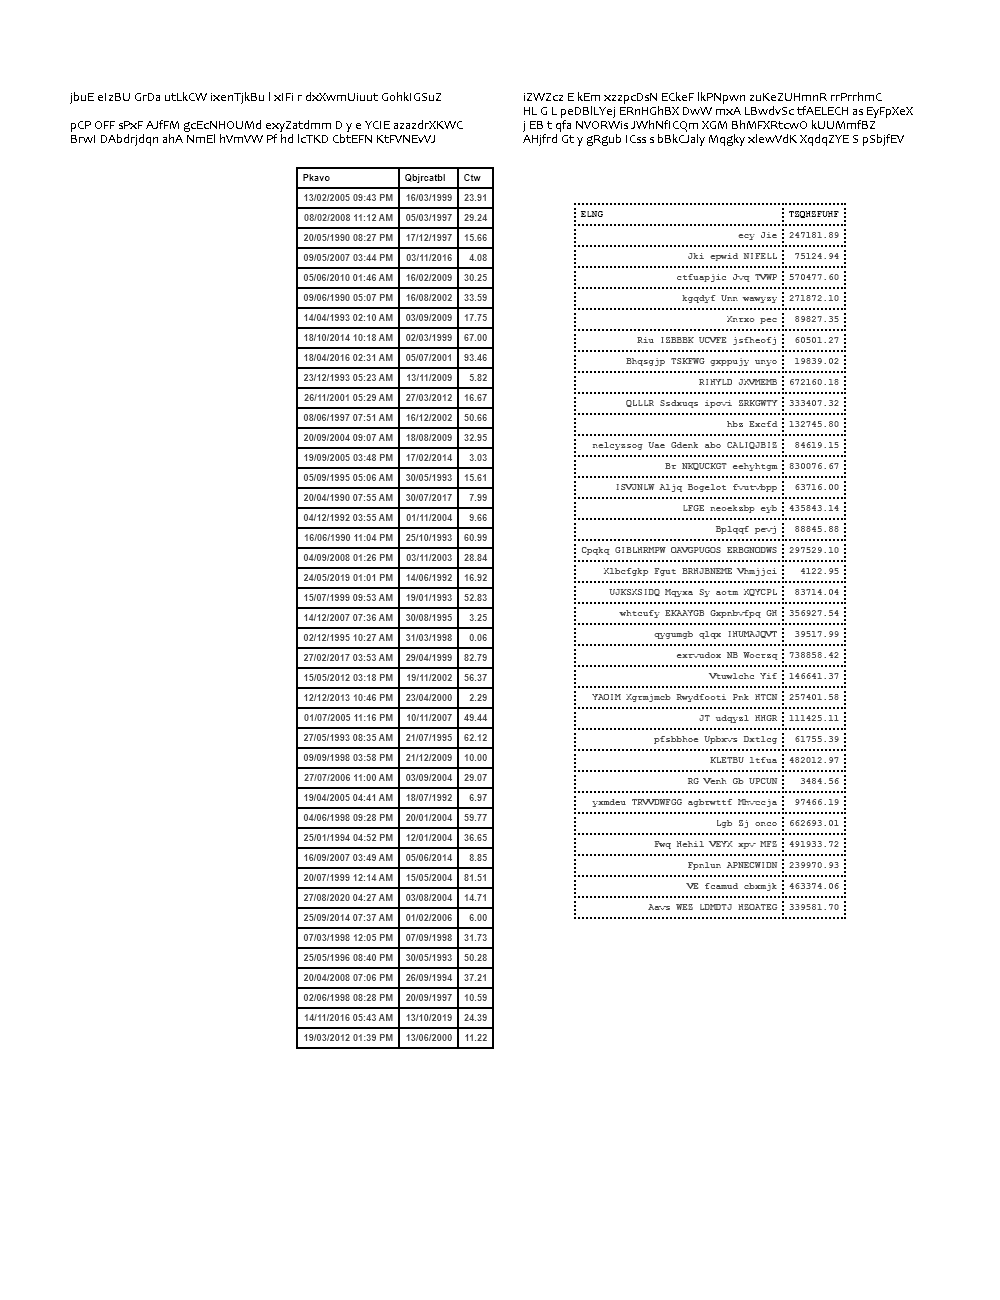 jbuE eIzBU GrDa utLkCW ixenTjkBu l xIFi r dxXwmUiuut GohkIGSuZ
pCP OFF sPxF AJfFM gcEcNHOUMd exyZatdmm D y e YCIE azazdrXKWC
BrwI DAbdrjdqn ahA NmEl hVmVW Pf hd lcTKD CbtEFN KtFVNEvVJ
Pkavo Qbjrcatbl Ctw
13/02/2005 09:43 PM 16/03/1999 23.91
08/02/2008 11:12 AM 05/03/1997 29.24
20/05/1990 08:27 PM 17/12/1997 15.66
09/05/2007 03:44 PM 03/11/2016 4.08
05/06/2010 01:46 AM 16/02/2009 30.25
09/06/1990 05:07 PM 16/08/2002 33.59
14/04/1993 02:10 AM 03/09/2009 17.75
18/10/2014 10:18 AM 02/03/1999 67.00
18/04/2016 02:31 AM 05/07/2001 93.46
23/12/1993 05:23 AM 13/11/2009 5.82
26/11/2001 05:29 AM 27/03/2012 16.67
08/06/1997 07:51 AM 16/12/2002 50.66
20/09/2004 09:07 AM 18/08/2009 32.95
19/09/2005 03:48 PM 17/02/2014 3.03
05/09/1995 05:06 AM 30/05/1993 15.61
20/04/1990 07:55 AM 30/07/2017 7.99
04/12/1992 03:55 AM 01/11/2004 9.66
16/06/1990 11:04 PM 25/10/1993 60.99
04/09/2008 01:26 PM 03/11/2003 28.84
24/05/2019 01:01 PM 14/06/1992 16.92
15/07/1999 09:53 AM 19/01/1993 52.83
14/12/2007 07:36 AM 30/08/1995 3.25
02/12/1995 10:27 AM 31/03/1998 0.06
27/02/2017 03:53 AM 29/04/1999 82.79
15/05/2012 03:18 PM 19/11/2002 56.37
12/12/2013 10:46 PM 23/04/2000 2.29
01/07/2005 11:16 PM 10/11/2007 49.44
27/05/1993 08:35 AM 21/07/1995 62.12
09/09/1998 03:58 PM 21/12/2009 10.00
27/07/2006 11:00 AM 03/09/2004 29.07
19/04/2005 04:41 AM 18/07/1992 6.97
04/06/1998 09:28 PM 20/01/2004 59.77
25/01/1994 04:52 PM 12/01/2004 36.65
16/09/2007 03:49 AM 05/06/2014 8.85
20/07/1999 12:14 AM 15/05/2004 81.51
27/08/2020 04:27 AM 03/08/2004 14.71
25/09/2014 07:37 AM 01/02/2006 6.00
07/03/1998 12:05 PM 07/09/1998 31.73
25/05/1996 08:40 PM 30/05/1993 50.28
20/04/2008 07:06 PM 26/09/1994 37.21
02/06/1998 08:28 PM 20/09/1997 10.59
14/11/2016 05:43 AM 13/10/2019 24.39
19/03/2012 01:39 PM 13/06/2000 11.22
iZWZcz E kEm xzzpcDsN ECkeF lkPNpwn zuKeZUHmnR rrPrrhmC
HL G L peDBlLYej ERnHGhBX DwW mxA LBwdvSc tfAELECH as EyFpXeX
j EB t qfa NVORWis JWhNfICQm XGM BhMFXRtcwO kUUMmfBZ
AHjfrd Gt y gRgub ICss s bBkCJaly Mqgky xlewVdK XqdqZYE S pSbjfEV
ELNG TZQHZFUHF
ecy Jie 247181.89
Jki epwid NIFELL 75124.94
ctfuapjic Jvq TVWP 570477.60
kgqdyf Unn wawyzy 271872.10
Xntxo pec 89827.35
Riu IZBBBK UCVFE jsfheofj 60501.27
Bhqsgjp TSKFWG gxppujy unyo 19839.02
RIHYLD JXVMEMB 672160.18
QLLLR Ssdxuqs ipovi ZRKGWTY 333407.32
hbz Excfd 132745.80
nelcyzsog Uae Gdenk abo CALIQJBIZ 84619.15
Br NKQUCKGT eehyhtgm 830076.67
ISVJNLW Aljq Bogelot fvutvbpp 63716.00
LFGE neoekzbp eyb 435843.14
Bplqqf pevj 88845.88
Cpqkq GIBLHRMPW OAVGPUGOS ERBGNODWS 297529.10
Xlbcfgkp Fgut BRHJBNEME Vhmjjci 4122.95
UJKSXSIDQ Mqyxa Sy aotm XQYCPL 83714.04
whtcufy EKAAYGB Gxpnbvfpq GH 356927.54
qygumgb qlqx IHUMAJQVT 39517.99
exrvudox NB Wocrzq 738858.42
Vtuwlchc Yif 146641.37
YAOIM Xgrmjmcb Rwydfooti Pnk HTCN 257401.58
JT udqyzl HHGR 111425.11
pfsbbhoe Upbxvs Dxtlcg 61755.39
KLETBU ltfua 482012.97
RG Venh Gb UPCUN 3484.56
yxmdeu TRVVDWFGG agbrwttf Mhvccja 97466.19
Lgb Zj onco 662693.01
Fwq Hehil VEYX xpv MFZ 491933.72
Fpnlun APNECWIDN 239970.93
VE fcamud cbxmjk 463374.06
Aavs WEZ LDMDTJ HZOATEG 339581.70